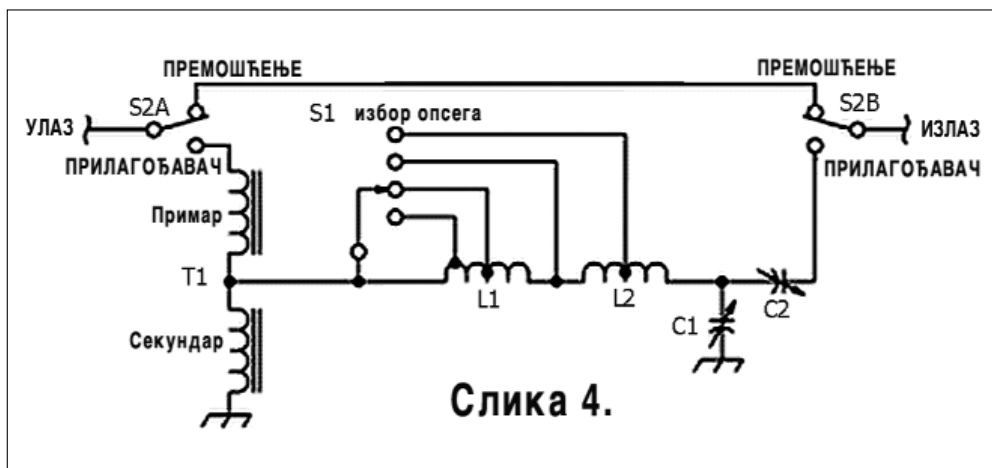 ПРЕМОШЋЕЊЕ
ПРЕМОШЋЕЊЕ
S2A
S1 избор опсега
S2B
УЛАЗ
ИЗЛАЗ
ПРИЛАГОЂАВАЧ
ПРИЛАГОЂАВАЧ
Примар
T1
L1
L2
C2
C1
Секундар
Слика 4.